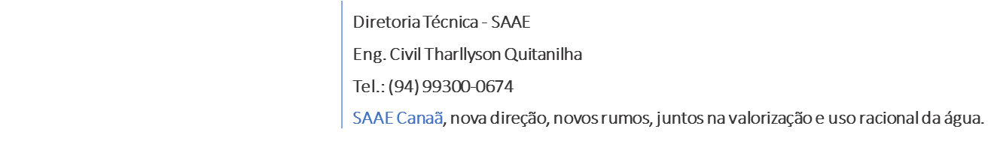 Diretoria Técnica - SAAE
Eng. Civil Tharllyson Quitanilha
Tel.: (94) 99300-0674
SAAE Canaã, nova direção, novos rumos, juntos na valorização e uso racional da água.